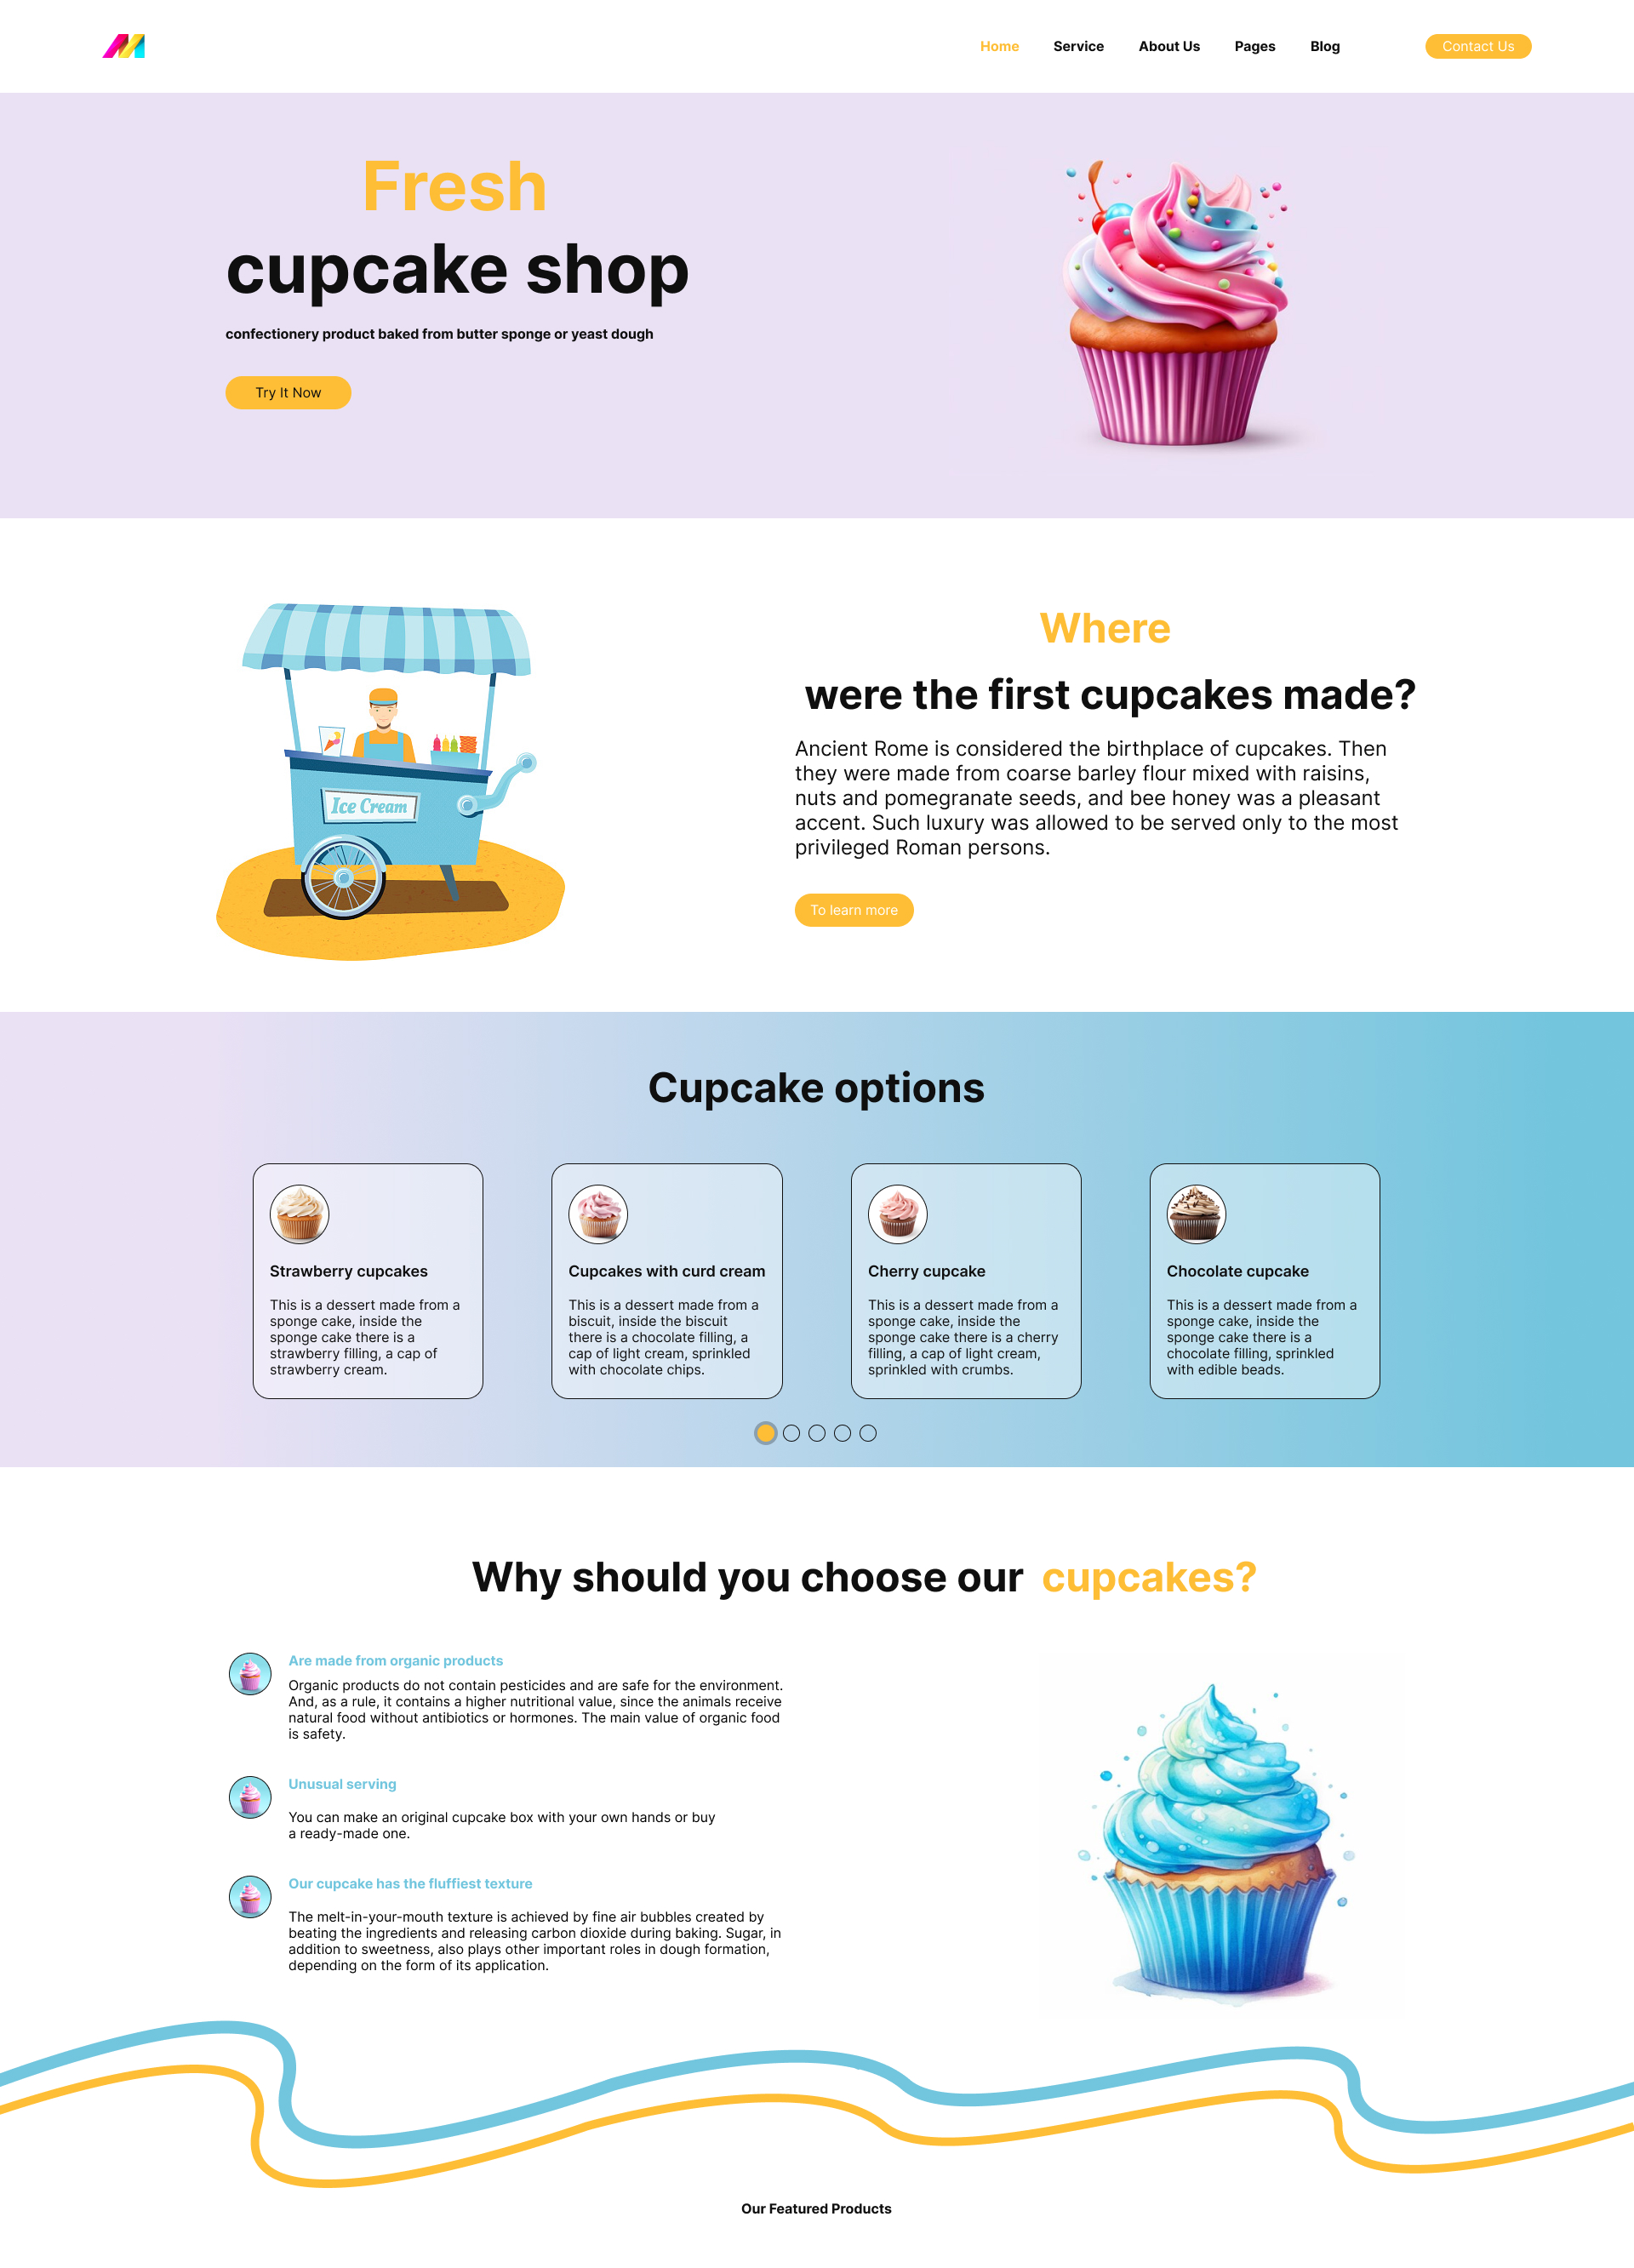 Home Service About Us Pages Blog Contact Us
Fresh
cupcake shop
confectionery product baked from butter sponge or yeast dough
Try It Now
Ice Cream
Where
were the first cupcakes made?
Ancient Rome is considered the birthplace of cupcakes. Then
they were made from coarse barley flour mixed with raisins,
nuts and pomegranate seeds, and bee honey was a pleasant
accent. Such luxury was allowed to be served only to the most
privileged Roman persons.
To learn more
Cupcake options
Strawberry cupcakes
This is a dessert made from a
sponge cake, inside the
sponge cake there is a
strawberry filling, a cap of
strawberry cream.
Cupcakes with curd cream
This is a dessert made from a
biscuit, inside the biscuit
there is a chocolate filling, a
cap of light cream, sprinkled
with chocolate chips.
Cherry cupcake
This is a dessert made from a
sponge cake, inside the
sponge cake there is a cherry
filling, a cap of light cream,
sprinkled with crumbs.
Chocolate cupcake
This is a dessert made from a
sponge cake, inside the
sponge cake there is a
chocolate filling, sprinkled
with edible beads.
Why should you choose our cupcakes?
Are made from organic products
Organic products do not contain pesticides and are safe for the environment.
And, as a rule, it contains a higher nutritional value, since the animals receive
natural food without antibiotics or hormones. The main value of organic food
is safety.
Unusual serving
You can make an original cupcake box with your own hands or buy
a ready-made one.
Our cupcake has the fluffiest texture
The melt-in-your-mouth texture is achieved by fine air bubbles created by
beating the ingredients and releasing carbon dioxide during baking. Sugar, in
addition to sweetness, also plays other important roles in dough formation,
depending on the form of its application.
Our Featured Products